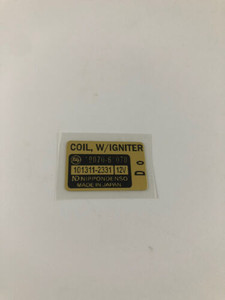 COIL, W/IGNITER
101311-2331 12V
NIPPONDENSO
MADE IN JAPAN
D